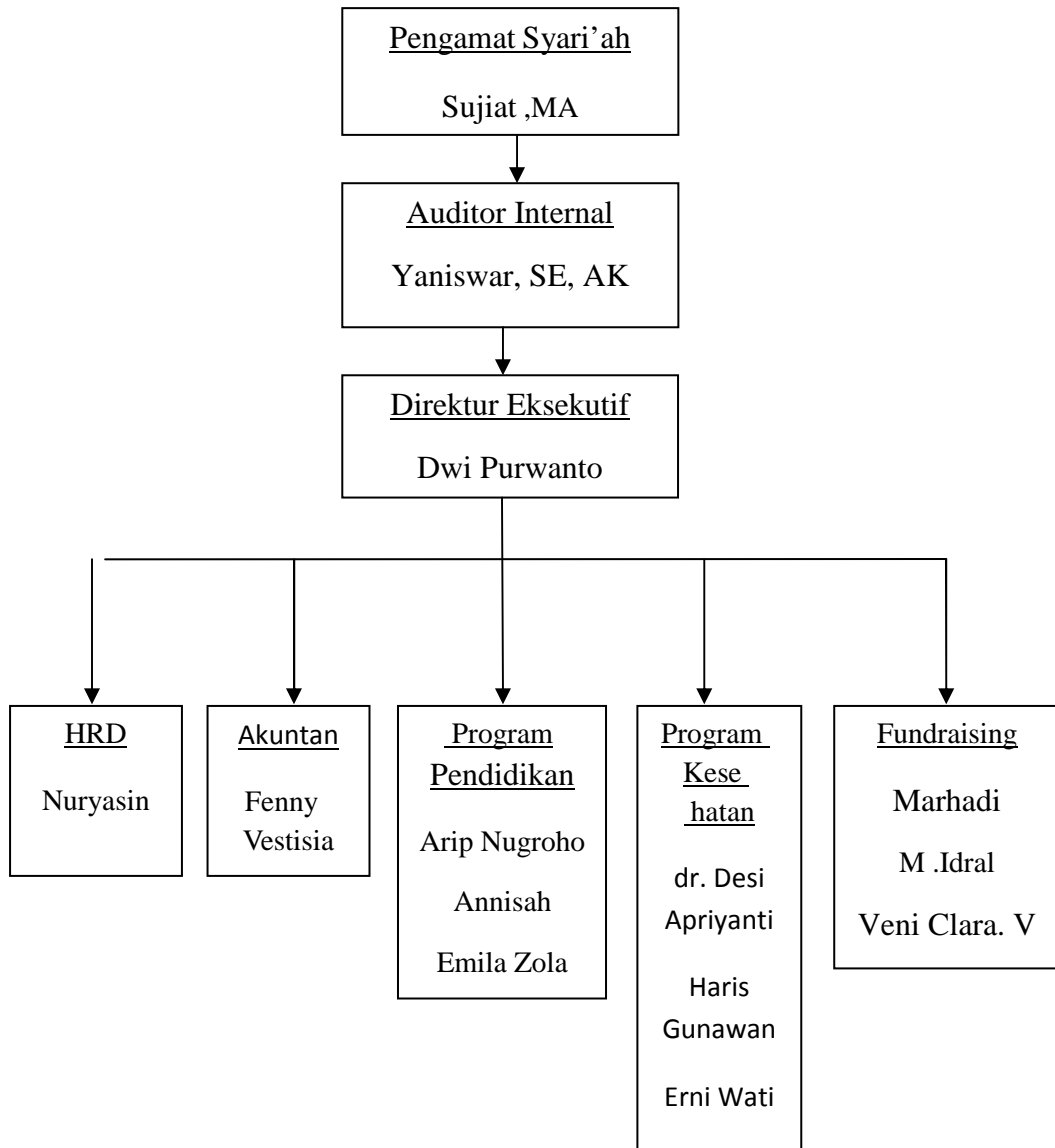 Pengamat Syari’ah
Sujiat ,MA
Auditor Internal
Yaniswar, SE, AK
Direktur Eksekutif
Dwi Purwanto
HRD
Nuryasin
Akuntan
Fenny
Vestisia
Program
Pendidikan
Arip Nugroho
Annisah
Emila Zola
Program
Kese
hatan
dr. Desi
Apriyanti
Haris
Gunawan
Erni Wati
Fundraising
Marhadi
M .Idral
Veni Clara. V